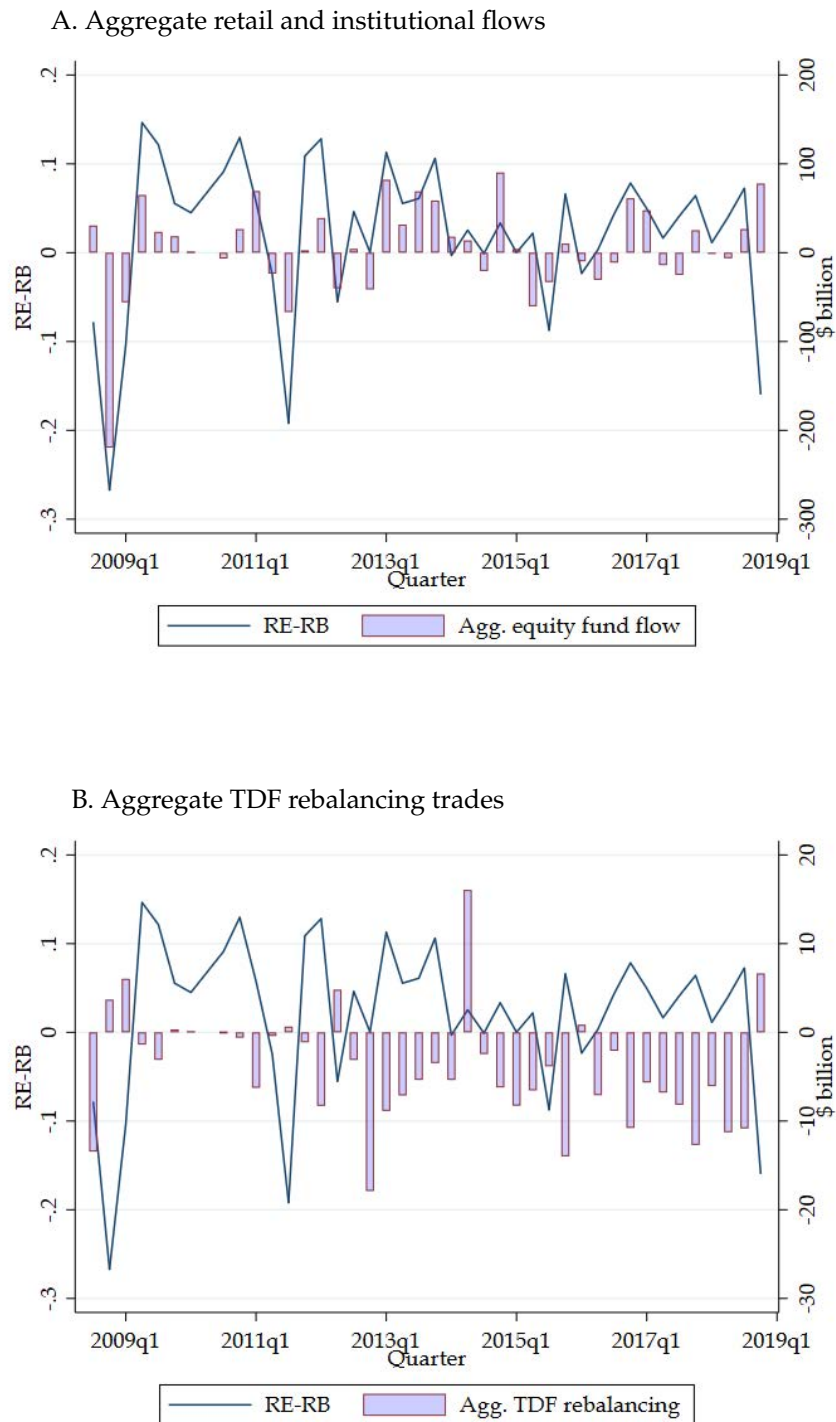 A. Aggregate retail and institutional flows
.2
.1
0
-.1
-.2
-.3
RE-RB
200
100
0
-100
-200
-300
$ billion
2009q1 2011q1 2013q1 2015q1 2017q1 2019q1
Quarter
RE-RB Agg. equity fund flow
B. Aggregate TDF rebalancing trades
.2
.1
0
-.1
-.2
-.3
RE-RB
20
10
0
-10
-20
-30
$ billion
2009q1 2011q1 2013q1 2015q1 2017q1 2019q1
Quarter
RE-RB Agg. TDF rebalancing